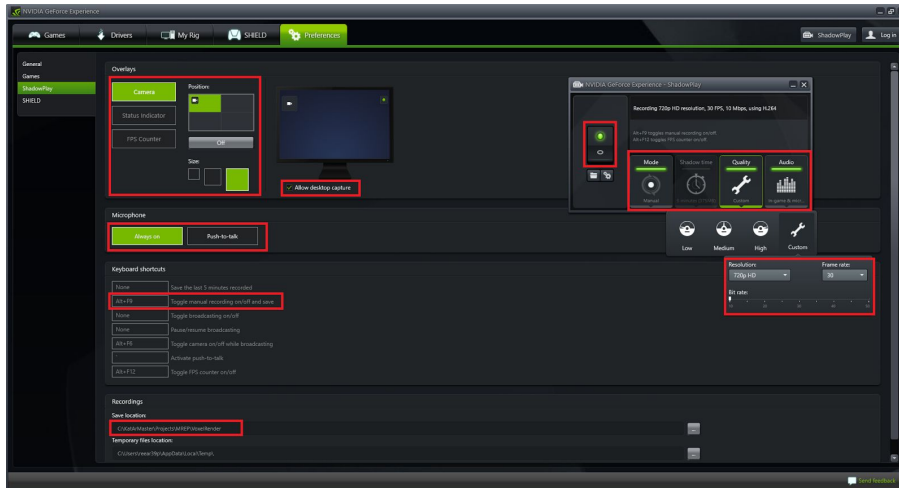 NVIDIA GeForce Experience
Games
Drivers
My Rig
SHIELD
Preferences
ShadowPlay
Log in
General
Games
ShadowPlay
SHIELD
Overlays
Camera
Status Indicator
FPS Counter
Position:
Off
Size:
Allow desktop capture
NVIDIA GeForce Experience - ShadowPlay
Recording 720p HD resolution, 30 FPS, 10 Mbps, using H.264
Alt+F9 toggles manual recording on/off
Alt+F12 toggles FPS counter on/off
Mode
Manual
Shadow time
Quality
Custom
Audio
In-game & mic
Low
Medium
High
Custom
Resolution:
720p HD
Frame rate:
30
Bit rate:
Microphone
Always on
Push-to-talk
Keyboard shortcuts
None
Save the last 5 minutes recorded
Alt+F9
Toggle manual recording on/off and save
None
Toggle broadcasting on/off
None
Pause/resume broadcasting
Toggle camera on/off while broadcasting
Activate push-to-talk
Alt+F12
Toggle FPS counter on/off
Recordings
Save location:
Temporary files location:
Send feedback